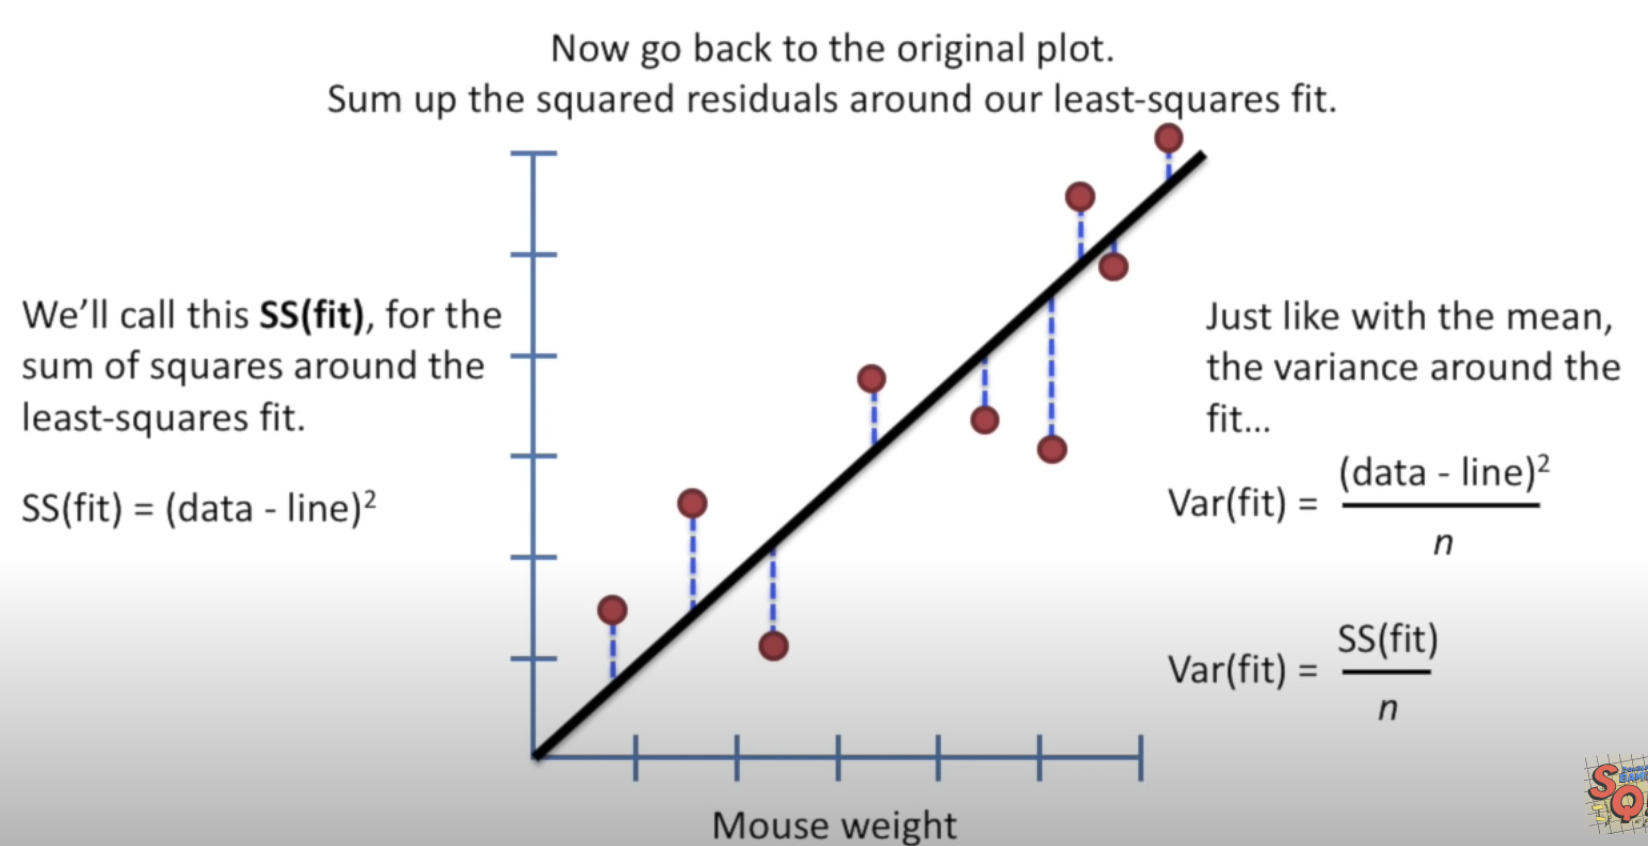 Now go back to the original plot.
Sum up the squared residuals around our least-squares fit.
We'll call this SS(fit), for the
sum of squares around the
least-squares fit.
SS(fit) = (data - line)²
Just like with the mean,
the variance around the
fit...
Var(fit) = (data - line)²
n
Var(fit) = SS(fit)
n
Mouse weight